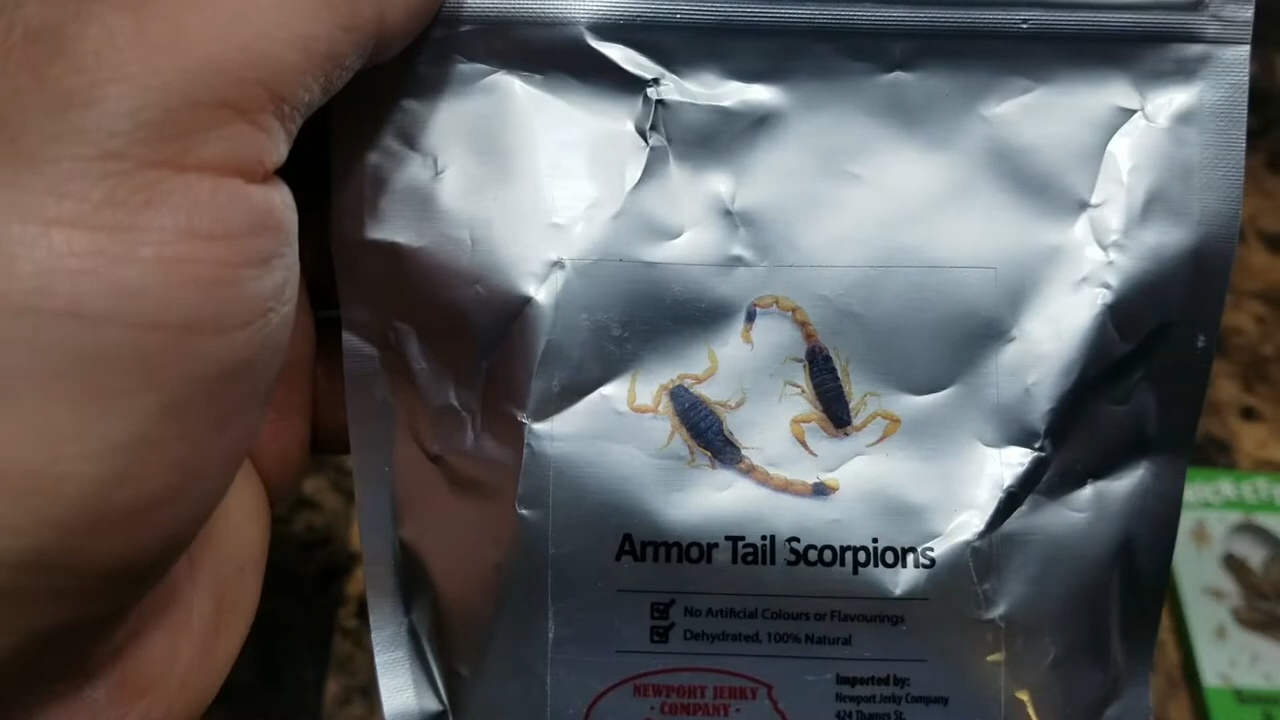 Armor Tail Scorpions
No Artificial Colours or Flavourings
Dehydrated, 100% Natural
NEWPORT JERKY
· COMPANY ·
Imported by:
Newport Jerky Company
424 Thames St.